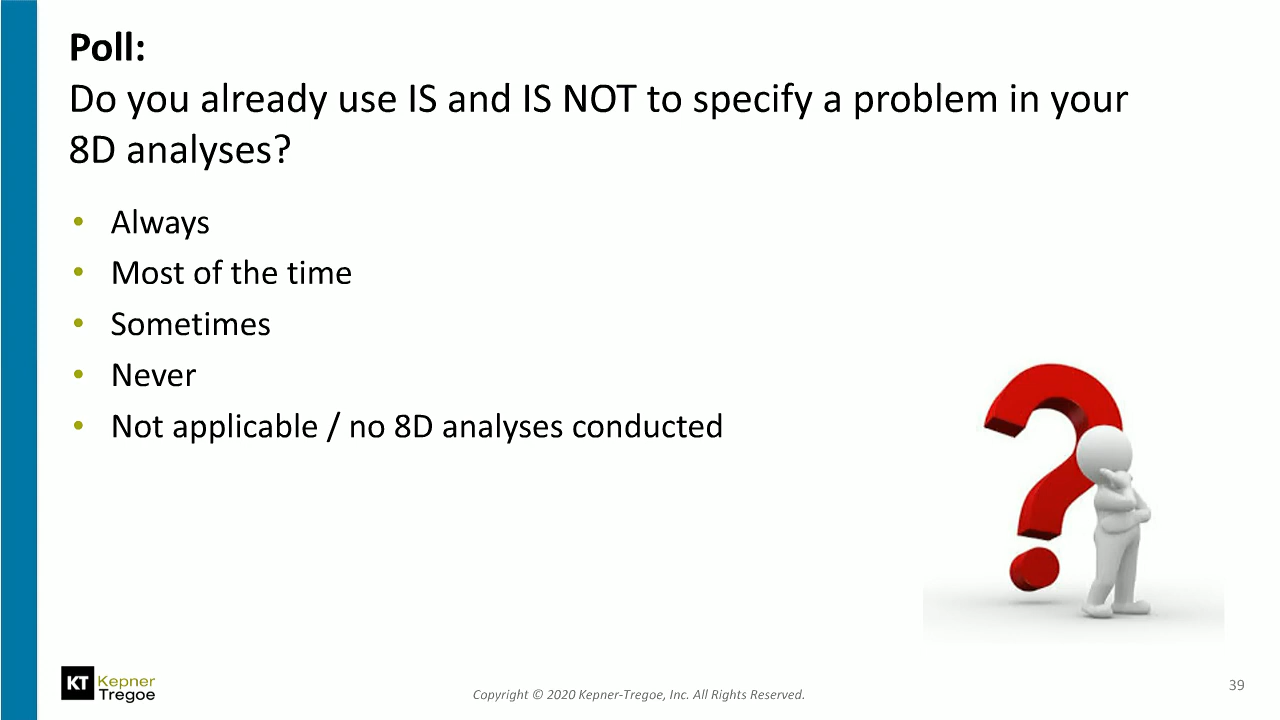 Poll:
Do you already use IS and IS NOT to specify a problem in your
8D analyses?
• Always
• Most of the time
• Sometimes
• Never
• Not applicable / no 8D analyses conducted
KT Kepner
Tregoe
Copyright © 2020 Kepner-Tregoe, Inc. All Rights Reserved.
39